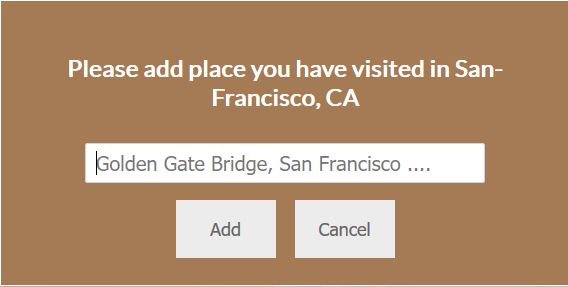 Please add place you have visited in San-
Francisco, CA
Golden Gate Bridge, San Francisco ....
Add Cancel